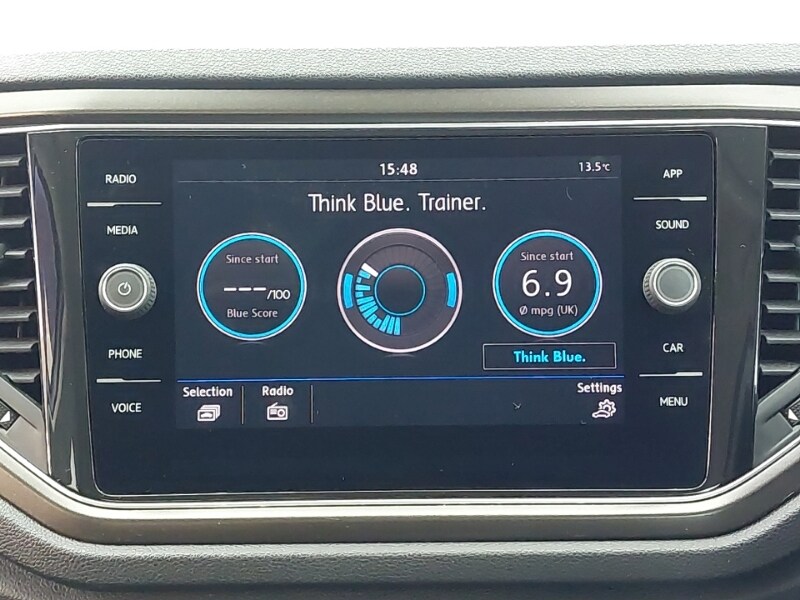 RADIO
MEDIA
PHONE
VOICE
15:48
13.5°C
Think Blue. Trainer.
Since start
---/100
Blue Score
Since start
6.9
Ø mpg (UK)
Think Blue.
Selection
Radio
Settings
APP
SOUND
CAR
MENU